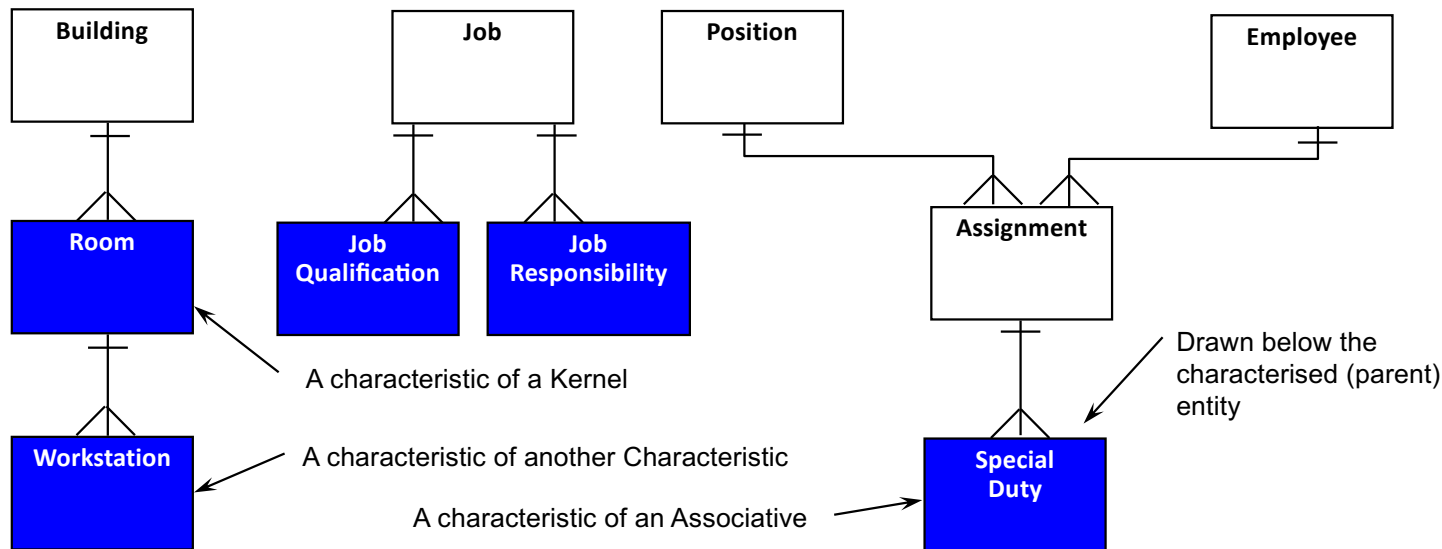 Building
Job
Position
Employee
Room
Job
Qualification
Job
Responsibility
Assignment
Drawn below the
characterised (parent)
entity
A characteristic of a Kernel
Workstation
A characteristic of another Characteristic
Special
Duty
A characteristic of an Associative